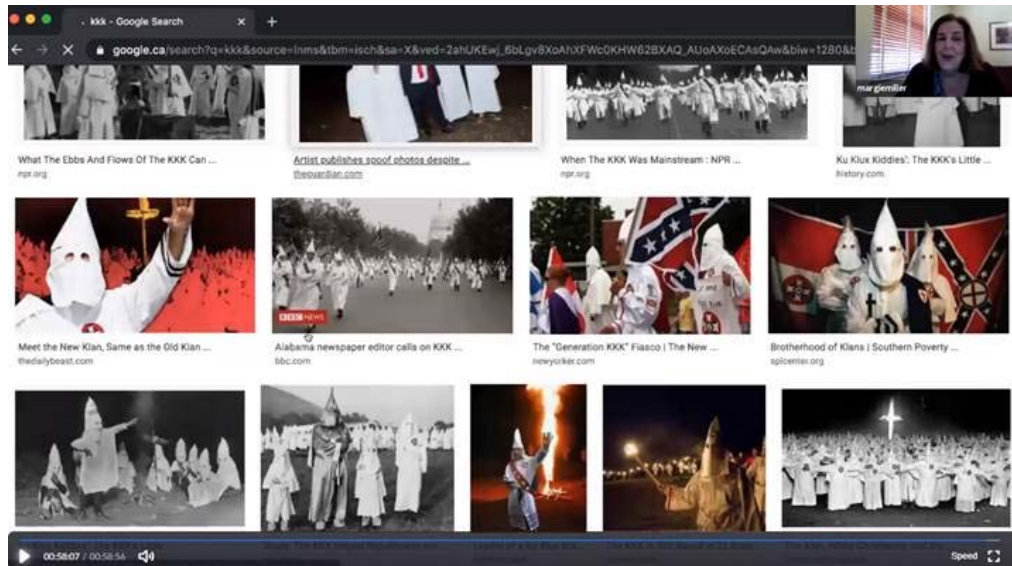 kkk - Google Search
google.ca/search?q=kkk&source=lnms&tbm=isch&sa=X&ved=2ahUKEwj_6bLgv8XoAhXFWc0KHW62BXAQ_AUoAXoECAsQAw&biw=1280&b
margiemiller
What The Ebbs And Flows Of The KKK Can ...
npr.org
Artist publishes spoof photos despite ...
theguardian.com
When The KKK Was Mainstream : NPR ...
npr.org
Ku Klux Kiddies': The KKK's Little ...
history.com
BBC NEWS
Meet the New Klan, Same as the Old Klan ...
thedailybeast.com
Alabama newspaper editor calls on KKK ...
bbc.com
The "Generation KKK" Fiasco | The New ...
newyorker.com
Brotherhood of Klans | Southern Poverty ...
splcenter.org
00:58:07 / 00:58:56
Speed